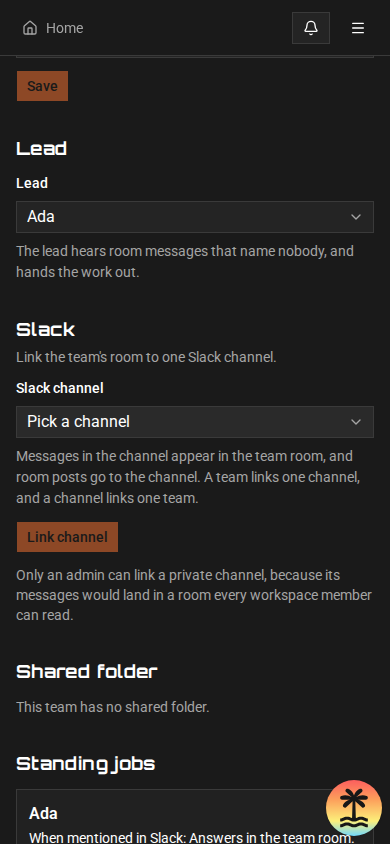 Home
Save
Lead
Lead
Ada
The lead hears room messages that name nobody, and
hands the work out.
Slack
Link the team's room to one Slack channel.
Slack channel
Pick a channel
Messages in the channel appear in the team room, and
room posts go to the channel. A team links one channel,
and a channel links one team.
Link channel
Only an admin can link a private channel, because its
messages would land in a room every workspace member
can read.
Shared folder
This team has no shared folder.
Standing jobs
Ada
When mentioned in Slack: Answers in the team room.